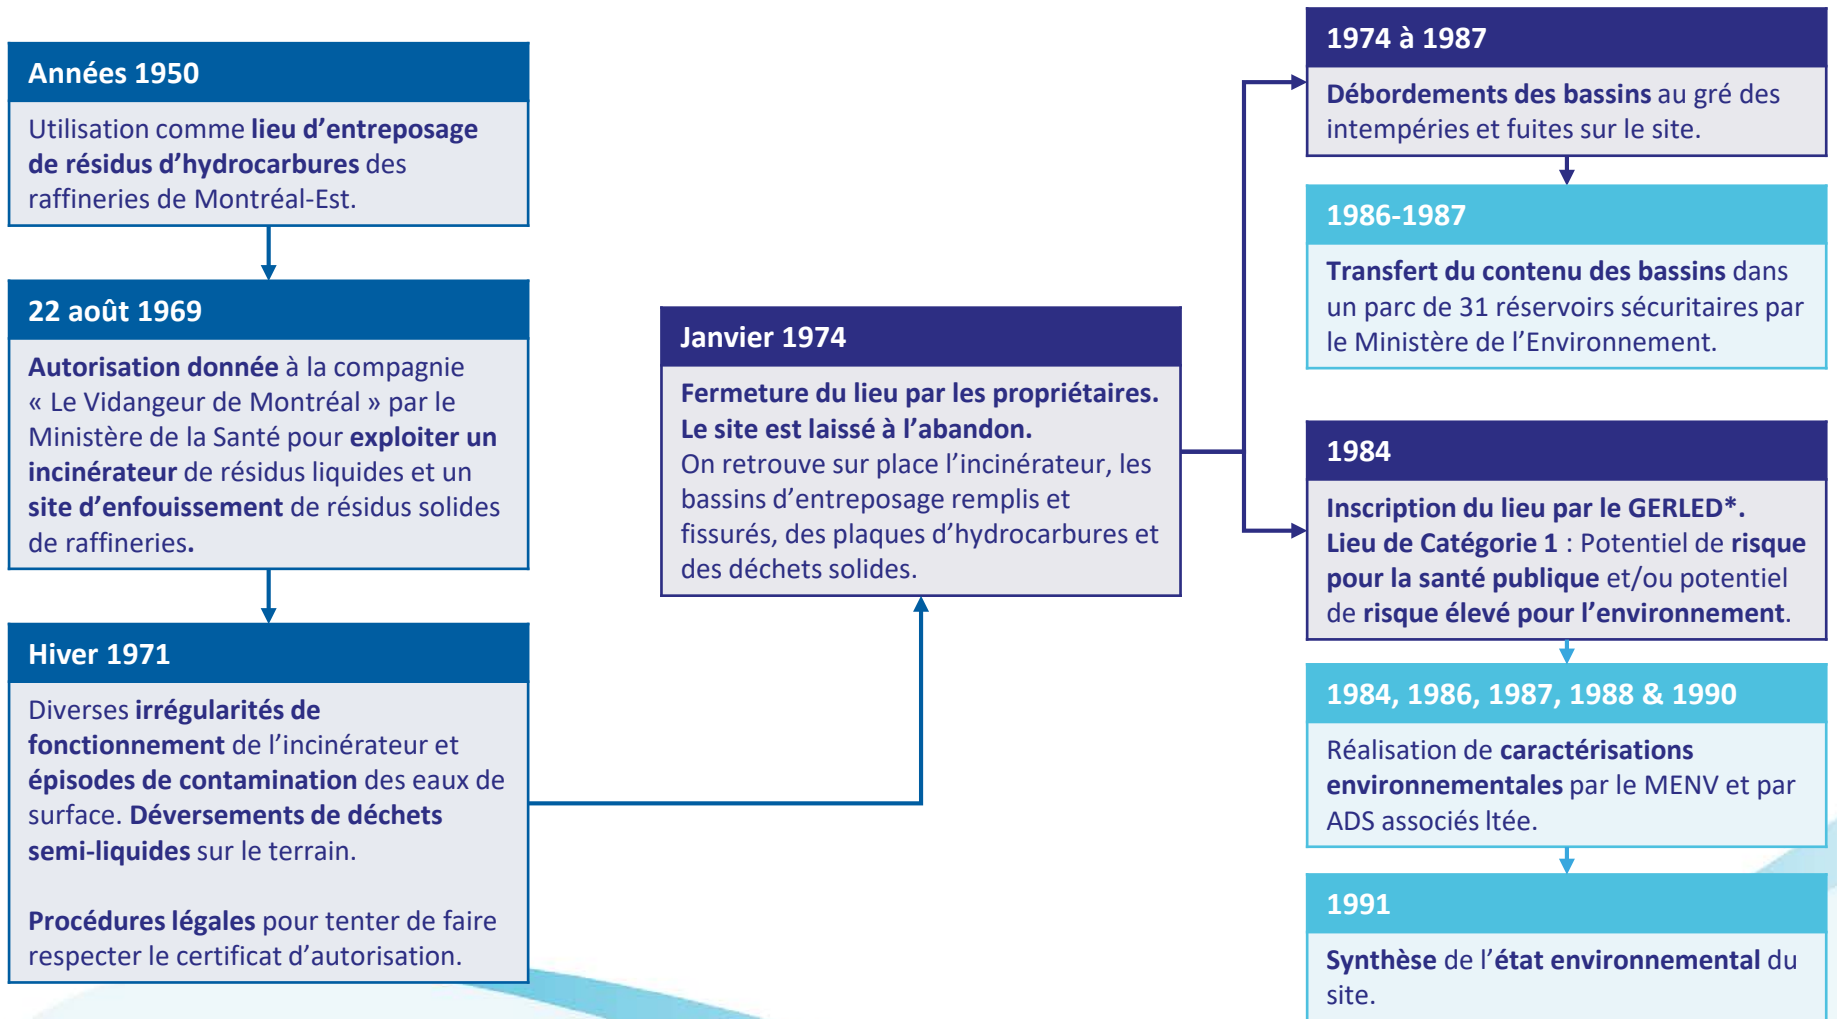 Années 1950
Utilisation comme lieu d’entreposage
de résidus d’hydrocarbures des
raffineries de Montréal-Est.
22 août 1969
Autorisation donnée à la compagnie
« Le Vidangeur de Montréal » par le
Ministère de la Santé pour exploiter un
incinérateur de résidus liquides et un
site d’enfouissement de résidus solides
de raffineries.
Hiver 1971
Diverses irrégularités de
fonctionnement de l’incinérateur et
épisodes de contamination des eaux de
surface. Déversements de déchets
semi-liquides sur le terrain.
Procédures légales pour tenter de faire
respecter le certificat d’autorisation.
Janvier 1974
Fermeture du lieu par les propriétaires.
Le site est laissé à l’abandon.
On retrouve sur place l’incinérateur, les
bassins d’entreposage remplis et
fissurés, des plaques d’hydrocarbures et
des déchets solides.
1974 à 1987
Débordements des bassins au gré des
intempéries et fuites sur le site.
1986-1987
Transfert du contenu des bassins dans
un parc de 31 réservoirs sécuritaires par
le Ministère de l’Environnement.
1984
Inscription du lieu par le GERLED*.
Lieu de Catégorie 1 : Potentiel de risque
pour la santé publique et/ou potentiel
de risque élevé pour l’environnement.
1984, 1986, 1987, 1988 & 1990
Réalisation de caractérisations
environnementales par le MENV et par
ADS associés ltée.
1991
Synthèse de l’état environnemental du
site.